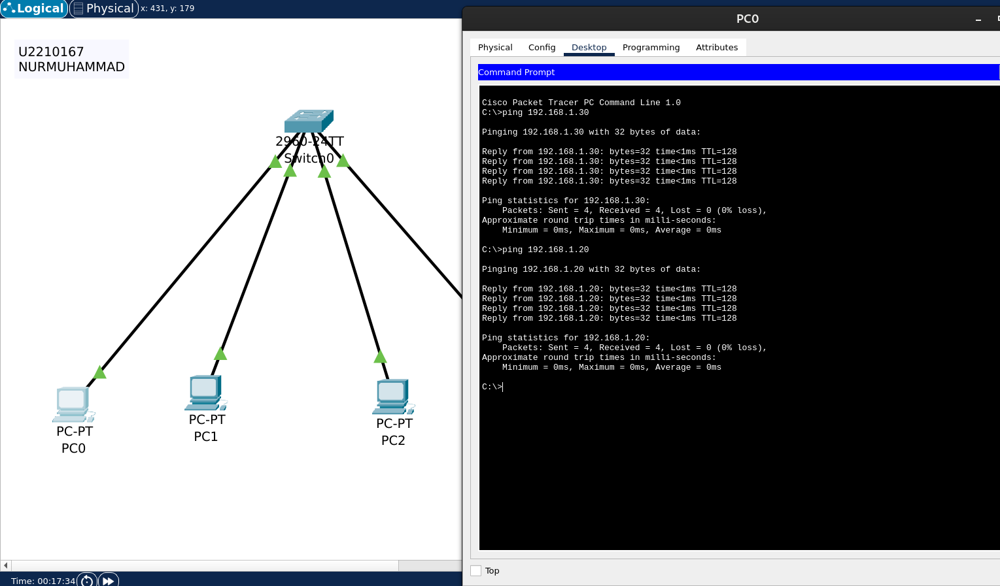 Logical Physical x: 431, y: 179
U2210167
NURMUHAMMAD
2960-24TT
Switch0
PC-PT
PC0
PC-PT
PC1
PC-PT
PC2
Time: 00:17:34
PC0
Physical Config Desktop Programming Attributes
Command Prompt
Cisco Packet Tracer PC Command Line 1.0
C:\>ping 192.168.1.30
Pinging 192.168.1.30 with 32 bytes of data:
Reply from 192.168.1.30: bytes=32 time<1ms TTL=128
Reply from 192.168.1.30: bytes=32 time<1ms TTL=128
Reply from 192.168.1.30: bytes=32 time<1ms TTL=128
Reply from 192.168.1.30: bytes=32 time<1ms TTL=128
Ping statistics for 192.168.1.30:
Packets: Sent = 4, Received = 4, Lost = 0 (0% loss),
Approximate round trip times in milli-seconds:
Minimum = 0ms, Maximum = 0ms, Average = 0ms
C:\>ping 192.168.1.20
Pinging 192.168.1.20 with 32 bytes of data:
Reply from 192.168.1.20: bytes=32 time<1ms TTL=128
Reply from 192.168.1.20: bytes=32 time<1ms TTL=128
Reply from 192.168.1.20: bytes=32 time<1ms TTL=128
Reply from 192.168.1.20: bytes=32 time<1ms TTL=128
Ping statistics for 192.168.1.20:
Packets: Sent = 4, Received = 4, Lost = 0 (0% loss),
Approximate round trip times in milli-seconds:
Minimum = 0ms, Maximum = 0ms, Average = 0ms
C:\>
Top